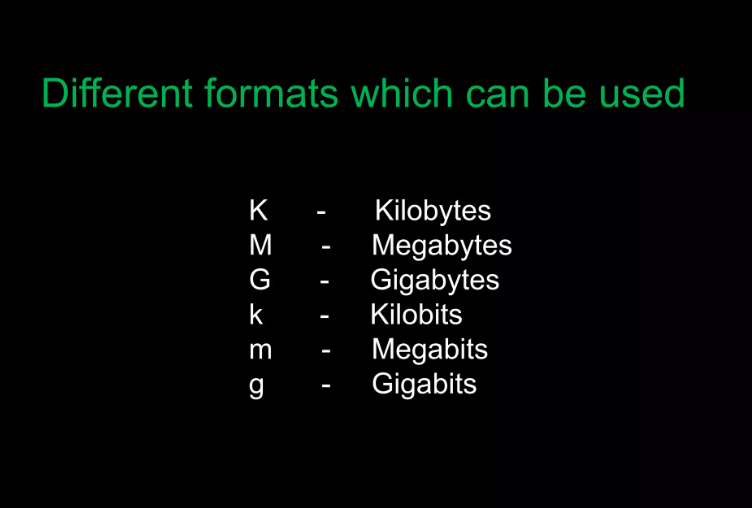 Different formats which can be used
K - Kilobytes
M - Megabytes
G - Gigabytes
k - Kilobits
m - Megabits
g - Gigabits